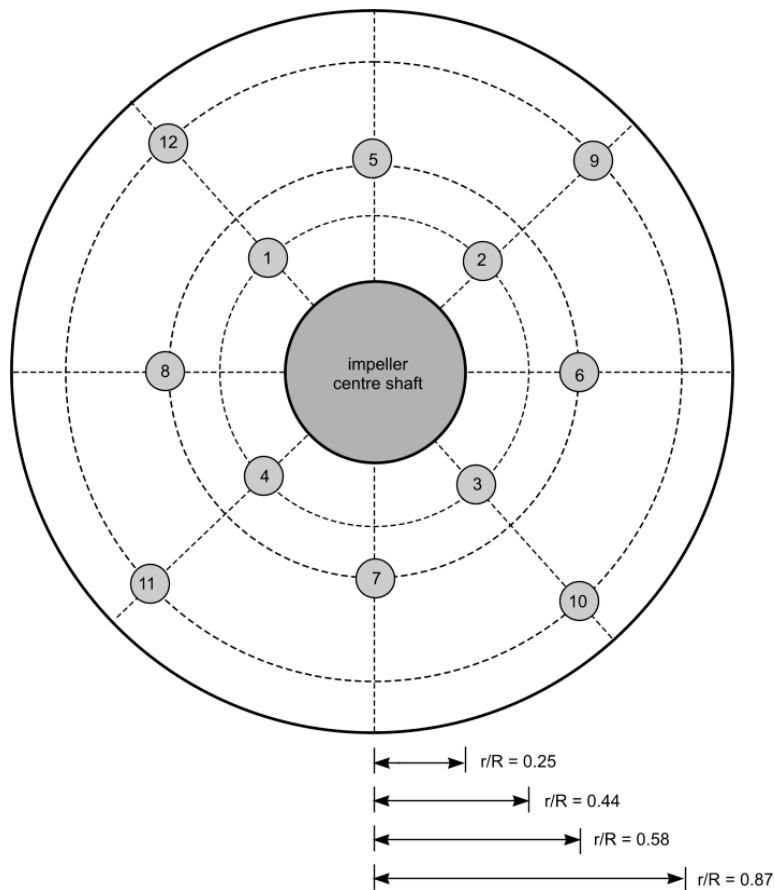 12
5
9
1
2
impeller
centre shaft
8
6
4
3
11
7
10
r/R = 0.25
r/R = 0.44
r/R = 0.58
r/R = 0.87